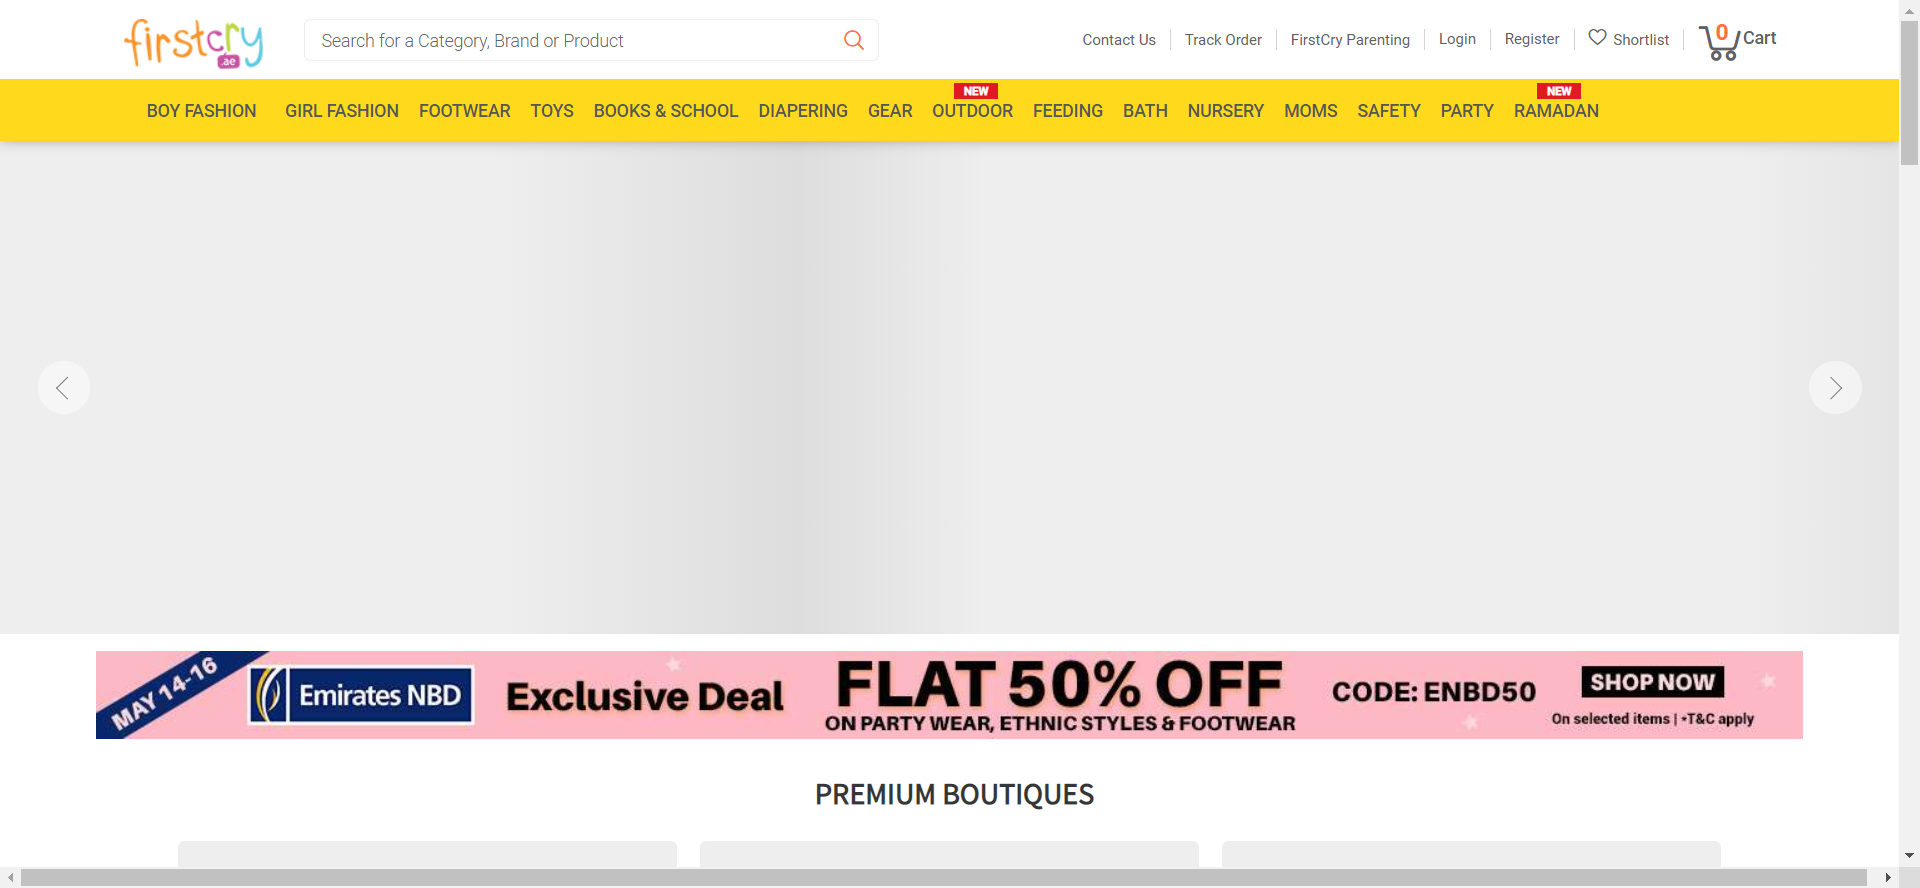 firstcry
.ae
Search for a Category, Brand or Product
Contact Us
Track Order
FirstCry Parenting
Login
Register
Shortlist
0
Cart
BOY FASHION
GIRL FASHION
FOOTWEAR
TOYS
BOOKS & SCHOOL
DIAPERING
GEAR
NEW
OUTDOOR
FEEDING
BATH
NURSERY
MOMS
SAFETY
PARTY
NEW
RAMADAN
MAY 14-16
Emirates NBD
Exclusive Deal
FLAT 50% OFF
ON PARTY WEAR, ETHNIC STYLES & FOOTWEAR
CODE: ENBD50
SHOP NOW
On selected items | *T&C apply
PREMIUM BOUTIQUES